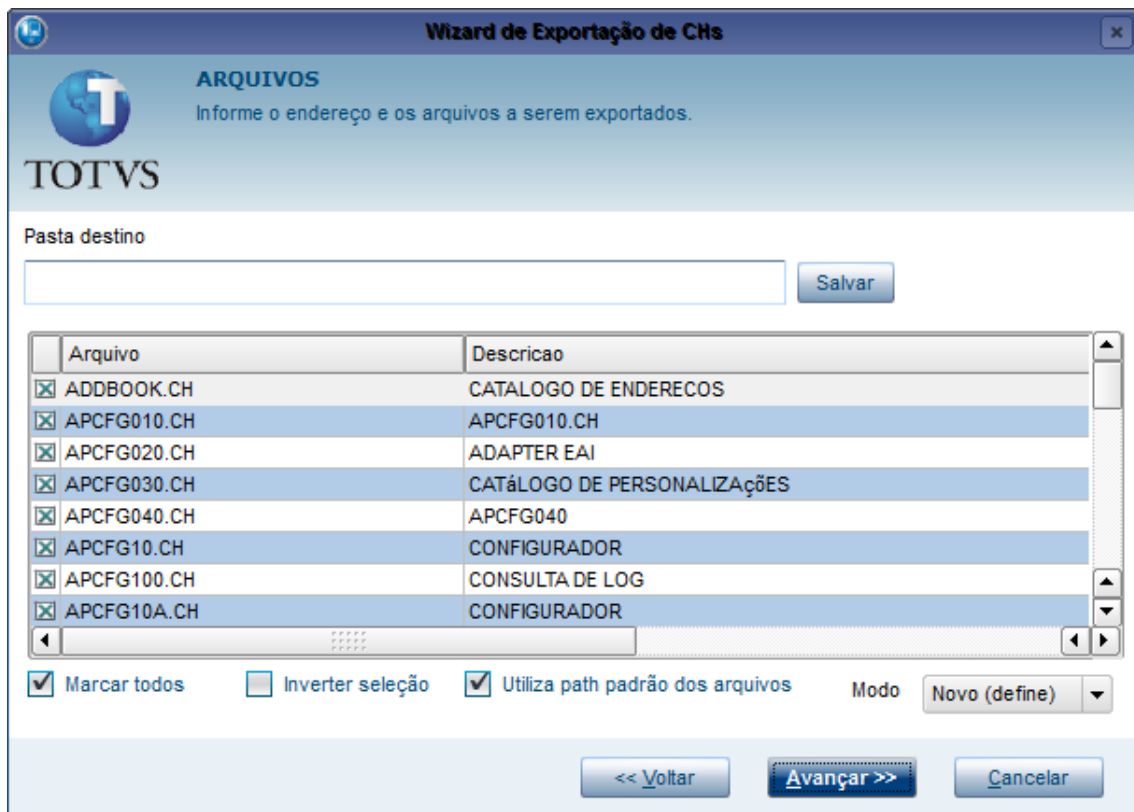 Wizard de Exportação de CHs
ARQUIVOS
Informe o endereço e os arquivos a serem exportados.
T
TOTVS
Pasta destino
Salvar
Arquivo Descricao
ADDBOOK.CH CATALOGO DE ENDERECOS
APCFG010.CH APCFG010.CH
APCFG020.CH ADAPTER EAI
APCFG030.CH CATáLOGO DE PERSONALIZAçõES
APCFG040.CH APCFG040
APCFG10.CH CONFIGURADOR
APCFG100.CH CONSULTA DE LOG
APCFG10A.CH CONFIGURADOR
Marcar todos Inverter seleção Utiliza path padrão dos arquivos Modo Novo (define)
<< Voltar Avançar >> Cancelar